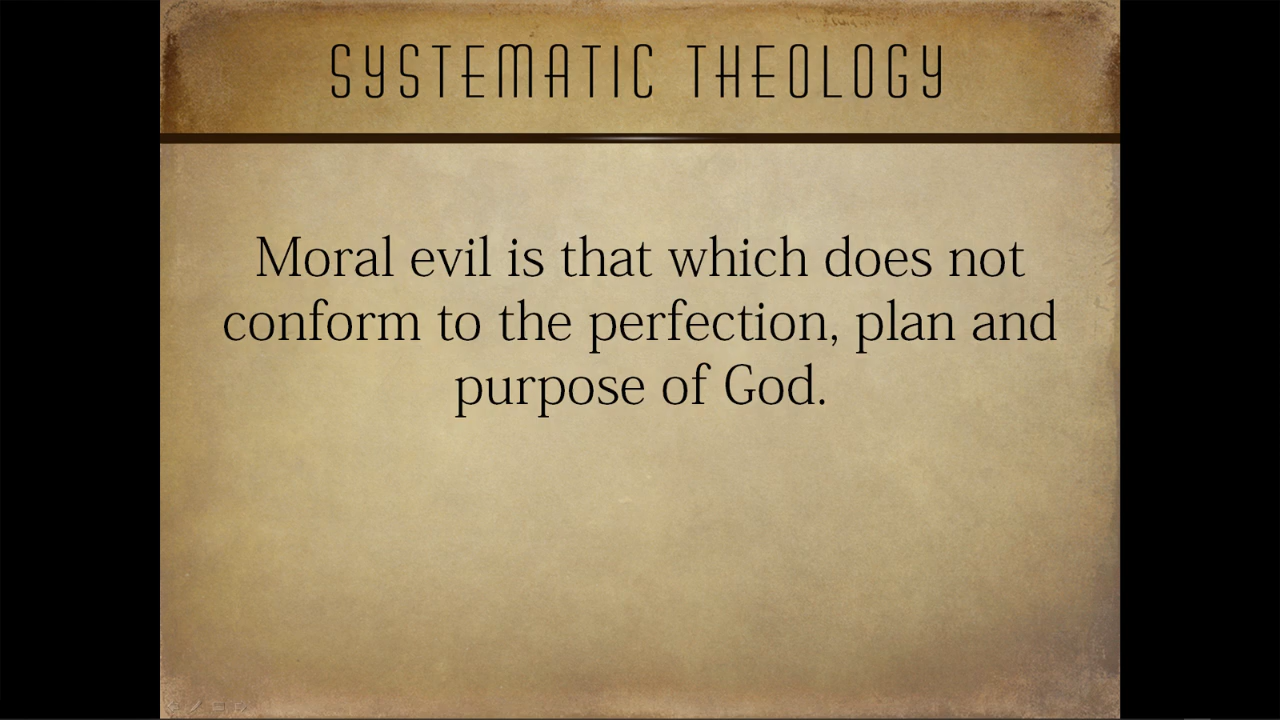 SYSTEMATIC THEOLOGY
Moral evil is that which does not
conform to the perfection, plan and
purpose of God.